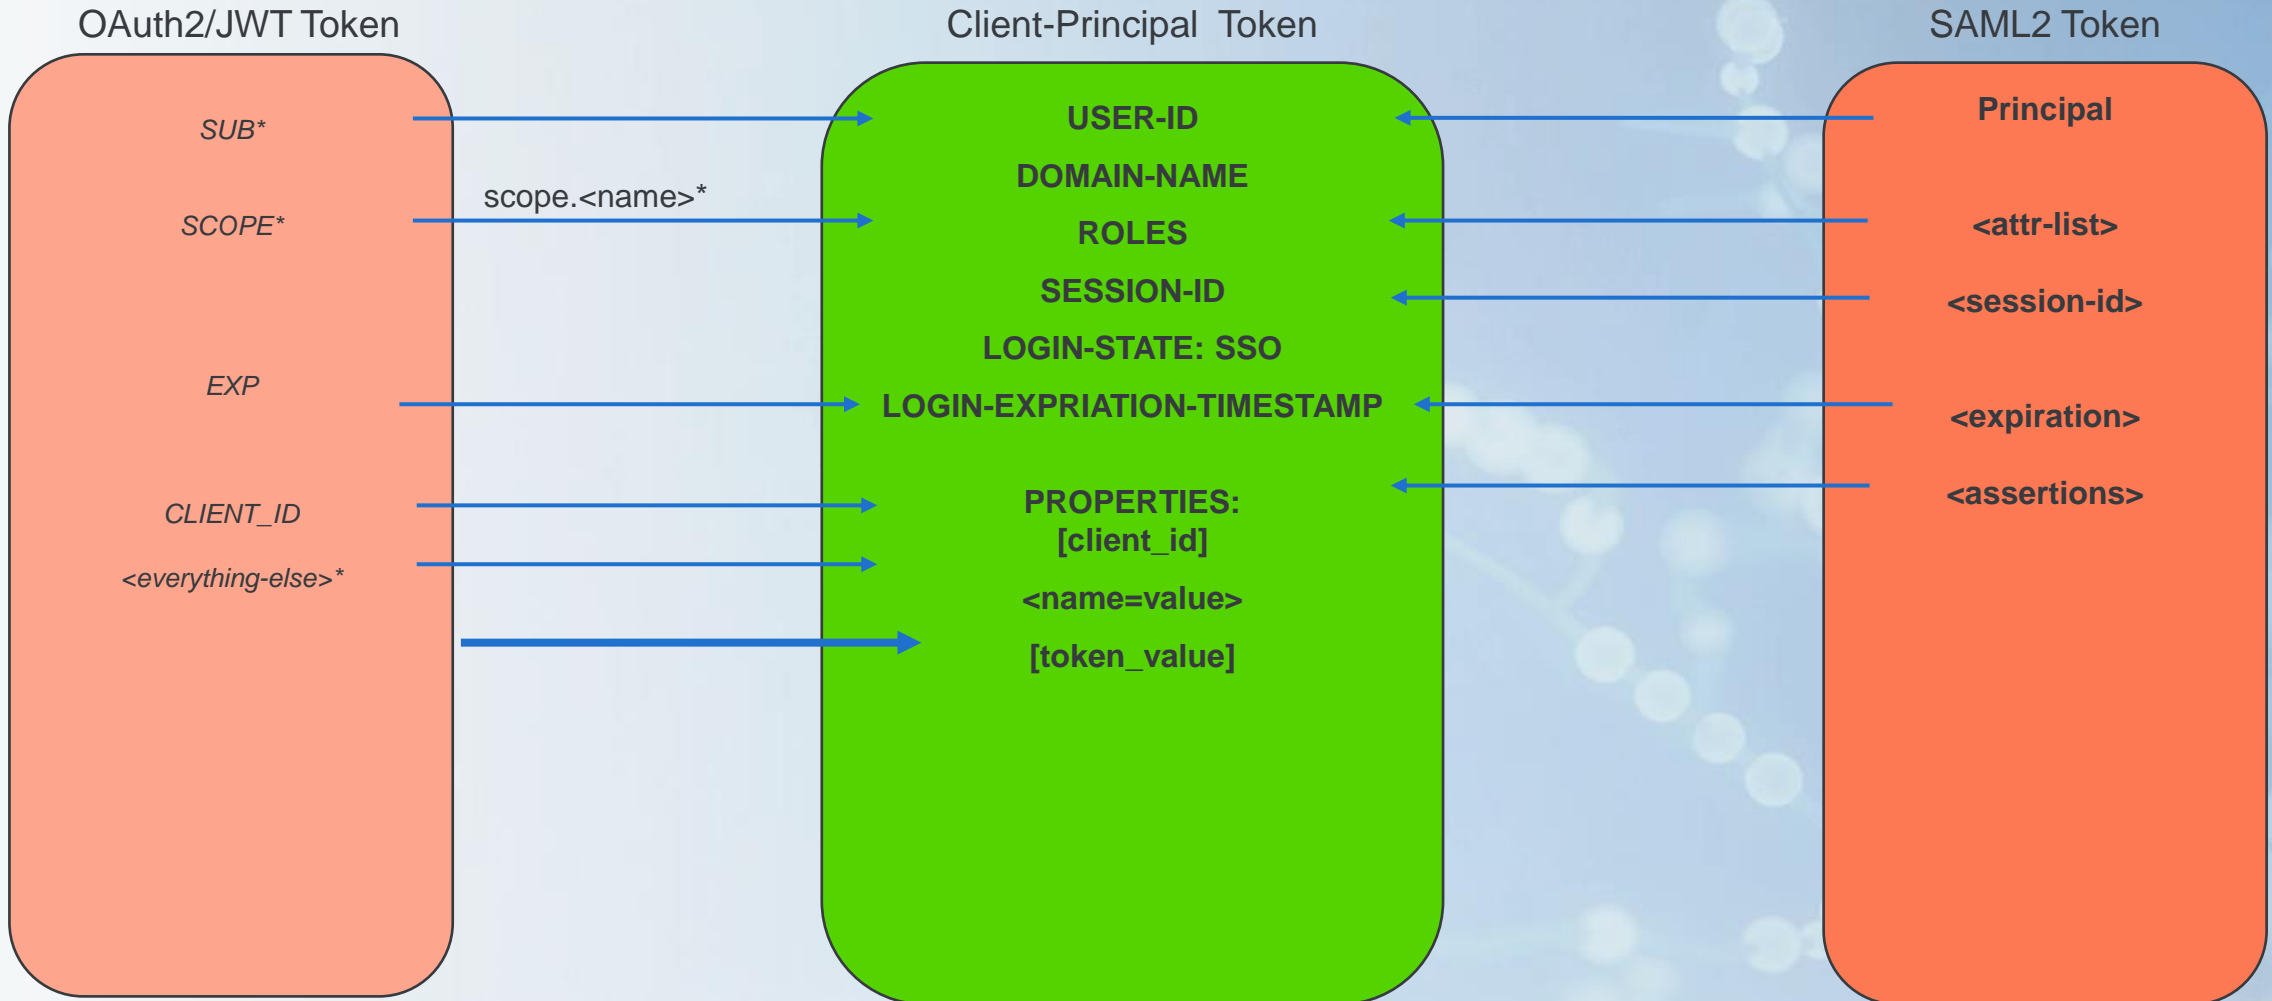 OAuth2/JWT Token
SUB*
SCOPE*
EXP
CLIENT_ID
<everything-else>*
scope.<name>*
Client-Principal Token
USER-ID
DOMAIN-NAME
ROLES
SESSION-ID
LOGIN-STATE: SSO
LOGIN-EXPRIATION-TIMESTAMP
PROPERTIES:
[client_id]
<name=value>
[token_value]
SAML2 Token
Principal
<attr-list>
<session-id>
<expiration>
<assertions>